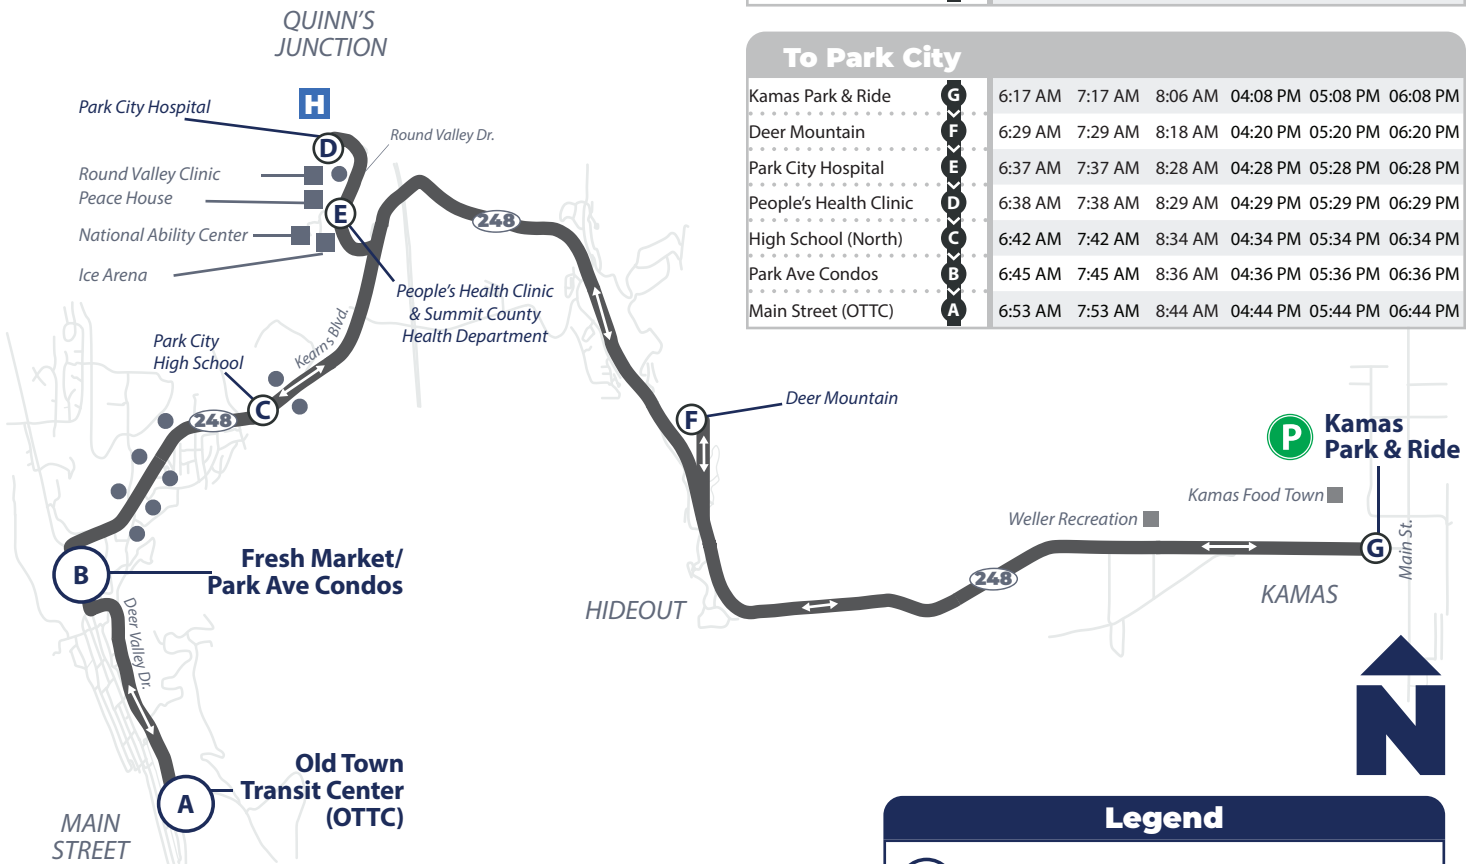 QUINN'S
JUNCTION
Park City Hospital
H
D
Round Valley Dr.
Round Valley Clinic
Peace House
E
National Ability Center
Ice Arena
248
People's Health Clinic
& Summit County
Health Department
Park City
High School
Kearn's Blvd.
C
248
F
Deer Mountain
B
Fresh Market/
Park Ave Condos
Deer Valley Dr.
A
Old Town
Transit Center
(OTTC)
MAIN
STREET
HIDEOUT
248
Weller Recreation
Kamas Food Town
P
Kamas
Park & Ride
G
Main St.
KAMAS
N
To Park City
Kamas Park & Ride G 6:17 AM 7:17 AM 8:06 AM 04:08 PM 05:08 PM 06:08 PM
Deer Mountain F 6:29 AM 7:29 AM 8:18 AM 04:20 PM 05:20 PM 06:20 PM
Park City Hospital E 6:37 AM 7:37 AM 8:28 AM 04:28 PM 05:28 PM 06:28 PM
People's Health Clinic D 6:38 AM 7:38 AM 8:29 AM 04:29 PM 05:29 PM 06:29 PM
High School (North) C 6:42 AM 7:42 AM 8:34 AM 04:34 PM 05:34 PM 06:34 PM
Park Ave Condos B 6:45 AM 7:45 AM 8:36 AM 04:36 PM 05:36 PM 06:36 PM
Main Street (OTTC) A 6:53 AM 7:53 AM 8:44 AM 04:44 PM 05:44 PM 06:44 PM
Legend